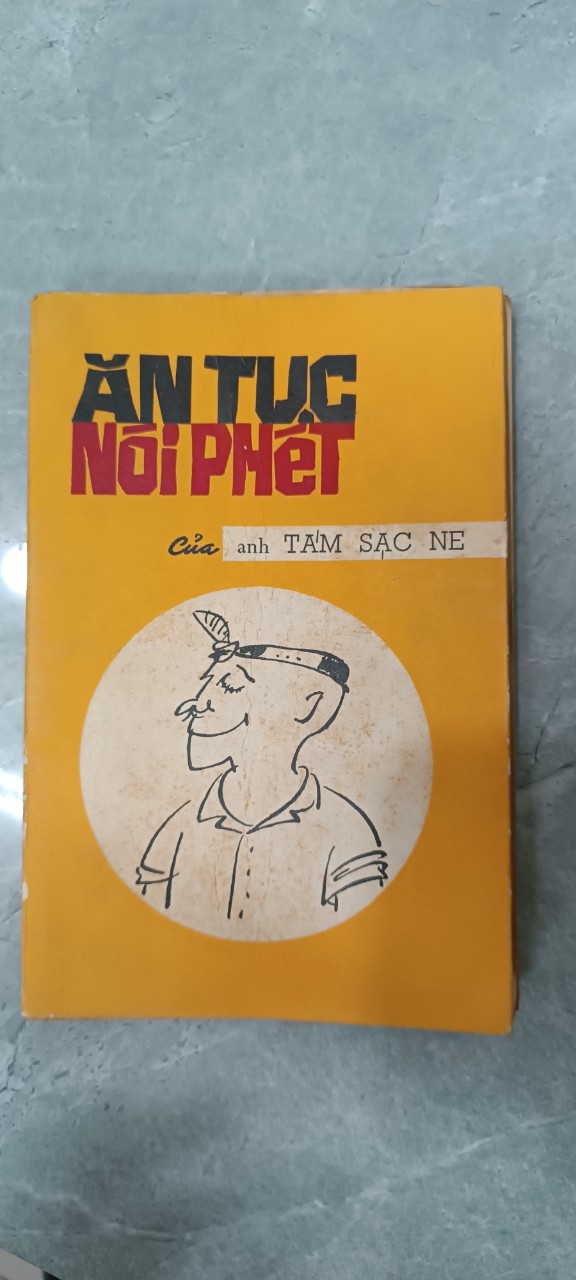 ĂN TỤC
NÓI PHÉT
Của anh TÁM SẠC NE